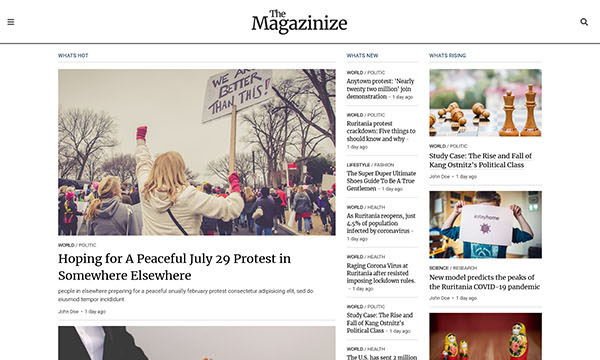 The
Magazinize
WHATS HOT
WE ARE
BETTER
THAN THIS!
WORLD / POLITIC
Hoping for A Peaceful July 29 Protest in
Somewhere Elsewhere
people in elsewhere preparing for a peaceful anually february protest consectetur adipisicing elit, sed do
eiusmod tempor incididunt
John Doe • 1 day ago
WHATS NEW
WORLD / POLITIC
Anytown protest: 'Nearly
twenty two million' join
demonstration - 1 day ago
WORLD / POLITIC
Ruritania protest
crackdown: Five things to
should know and why -
1 day ago
LIFESTYLE / FASHION
The Super Duper Ultimate
Shoes Guide To Be A True
Gentlemen - 1 day ago
WORLD / HEALTH
As Ruritania reopens, just
4.5% of population
infected by coronavirus -
1 day ago
WORLD / HEALTH
Raging Corona Virus at
Ruritania after resisted
imposing lockdown rules.
- 1 day ago
WORLD / POLITIC
Study Case: The Rise and
Fall of Kang Ostnitz's
Political Class - 1 day ago
WORLD / HEALTH
The U.S. has sent 2 million
WHATS RISING
WORLD / POLITIC
Study Case: The Rise and Fall of
Kang Ostnitz's Political Class
John Doe • 1 day ago
#stayhome
SCIENCE / RESEARCH
New model predicts the peaks of
the Ruritania COVID-19 pandemic
John Doe • 1 day ago